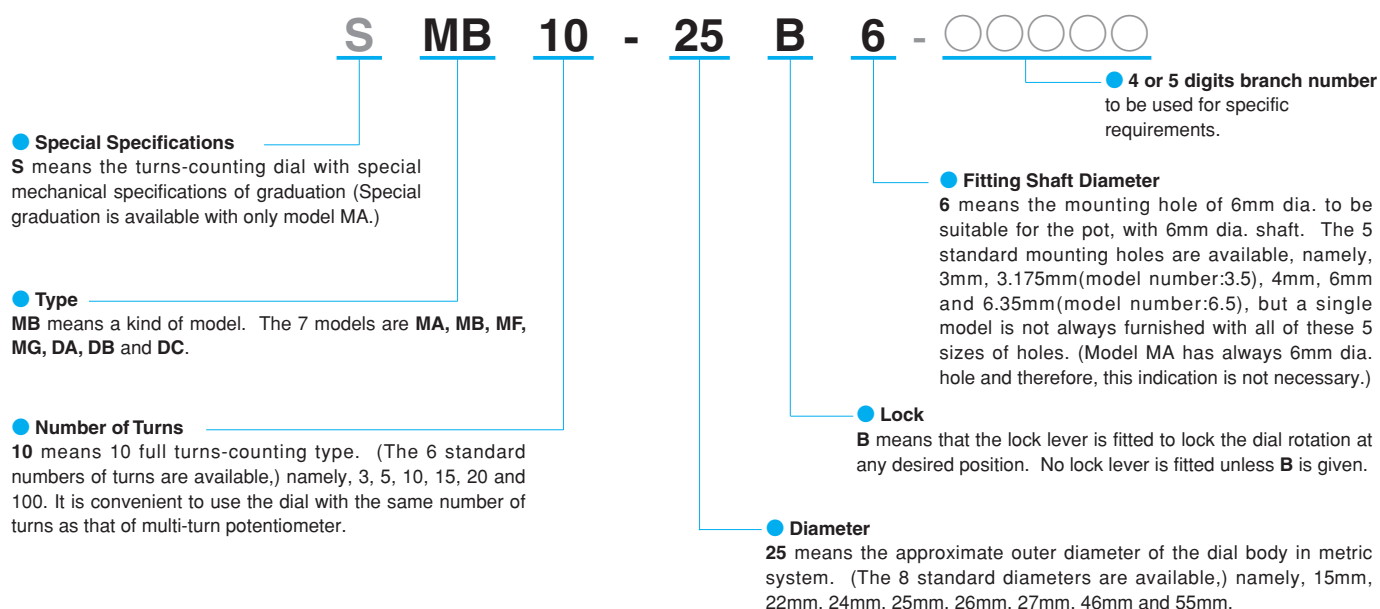 S MB 10 - 25 B 6 - ○○○○○
● 4 or 5 digits branch number
to be used for specific
requirements.
● Special Specifications
S means the turns-counting dial with special
mechanical specifications of graduation (Special
graduation is available with only model MA.)
● Fitting Shaft Diameter
6 means the mounting hole of 6mm dia. to be
suitable for the pot, with 6mm dia. shaft. The 5
standard mounting holes are available, namely,
3mm, 3.175mm(model number:3.5), 4mm, 6mm
and 6.35mm(model number:6.5), but a single
model is not always furnished with all of these 5
sizes of holes. (Model MA has always 6mm dia.
hole and therefore, this indication is not necessary.)
● Type
MB means a kind of model. The 7 models are MA, MB, MF,
MG, DA, DB and DC.
● Number of Turns
10 means 10 full turns-counting type. (The 6 standard
numbers of turns are available,) namely, 3, 5, 10, 15, 20 and
100. It is convenient to use the dial with the same number of
turns as that of multi-turn potentiometer.
● Lock
B means that the lock lever is fitted to lock the dial rotation at
any desired position. No lock lever is fitted unless B is given.
● Diameter
25 means the approximate outer diameter of the dial body in metric
system. (The 8 standard diameters are available,) namely, 15mm,
22mm, 24mm, 25mm, 26mm, 27mm, 46mm and 55mm.